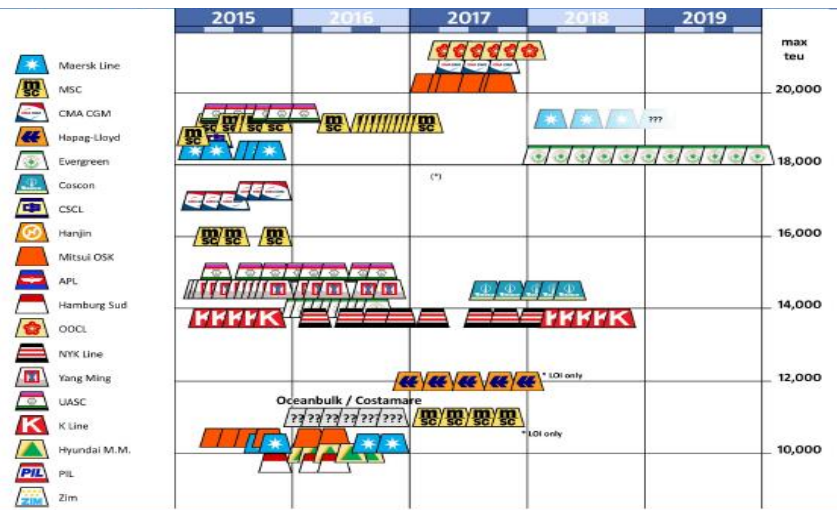 2015 2016 2017 2018 2019
max
teu
20,000
18,000
16,000
14,000
12,000
10,000
Maersk Line
MSC
CMA CGM
Hapag-Lloyd
Evergreen
Coscon
CSCL
Hanjin
Mitsui OSK
APL
Hamburg Sud
OOCL
NYK Line
Yang Ming
UASC
K Line
Hyundai M.M.
PIL
Zim
???
(*)
* LOI only
Oceanbulk / Costamare
?? ?? ?? ?? ?? ???
* LOI only